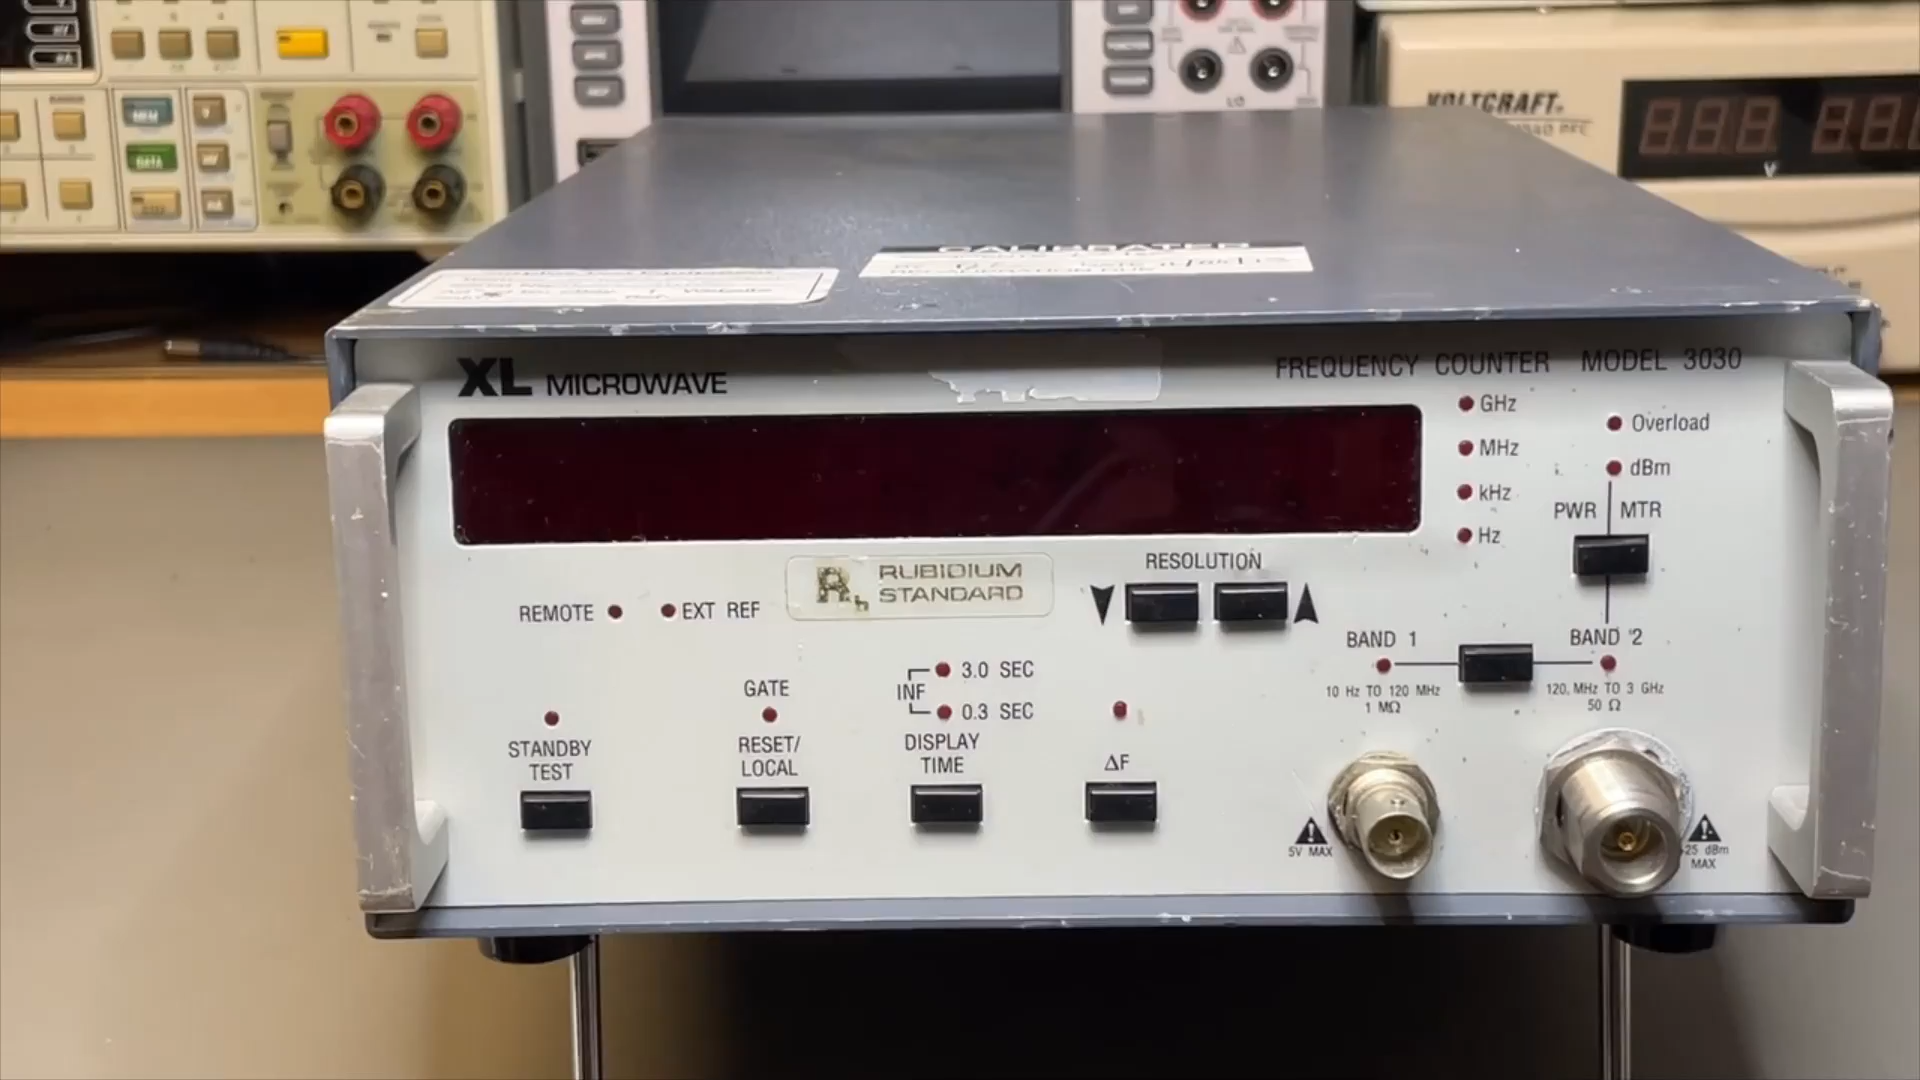 VOLTCRAFT
DATA
CALIBRATED
XL MICROWAVE
FREQUENCY COUNTER MODEL 3030
GHz
MHz
kHz
Hz
Overload
dBm
PWR MTR
RESOLUTION
Rb RUBIDIUM
STANDARD
REMOTE
EXT REF
BAND 1
10 Hz TO 120 MHz
1 MΩ
BAND 2
120 MHz TO 3 GHz
50 Ω
GATE
INF
3.0 SEC
0.3 SEC
STANDBY
TEST
RESET/
LOCAL
DISPLAY
TIME
ΔF
5V MAX
25 dBm
MAX